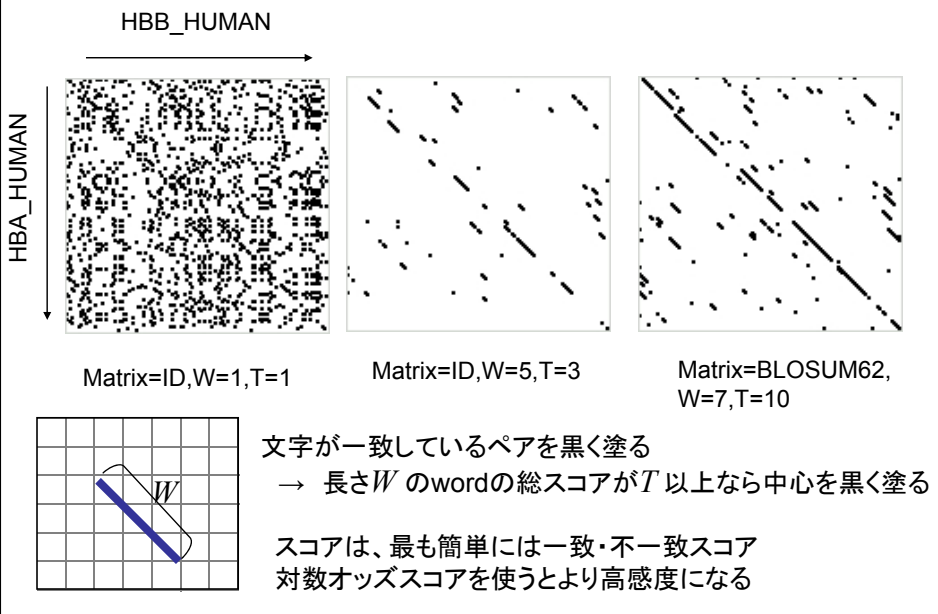 HBB_HUMAN
HBA_HUMAN
Matrix=ID,W=1,T=1
Matrix=ID,W=5,T=3
Matrix=BLOSUM62,
W=7,T=10
W
文字が一致しているペアを黒く塗る
→ 長さW のwordの総スコアがT 以上なら中心を黒く塗る
スコアは、最も簡単には一致・不一致スコア
対数オッズスコアを使うとより高感度になる